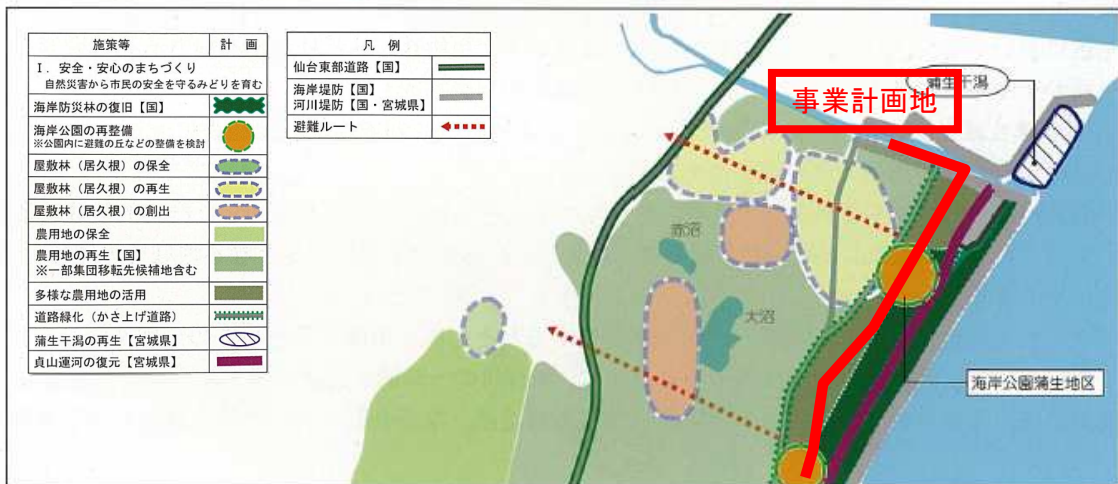 施策等 計画
Ⅰ．安全・安心のまちづくり
自然災害から市民の安全を守るみどりを育む
海岸防災林の復旧【国】
海岸公園の再整備
※公園内に避難の丘などの整備を検討
屋敷林（居久根）の保全
屋敷林（居久根）の再生
屋敷林（居久根）の創出
農用地の保全
農用地の再生【国】
※一部集団移転先候補地含む
多様な農用地の活用
道路緑化（かさ上げ道路）
蒲生干潟の再生【宮城県】
貞山運河の復元【宮城県】
凡例
仙台東部道路【国】
海岸堤防【国】
河川堤防【国・宮城県】
避難ルート
事業計画地
蒲生干潟
赤沼
大沼
海岸公園蒲生地区